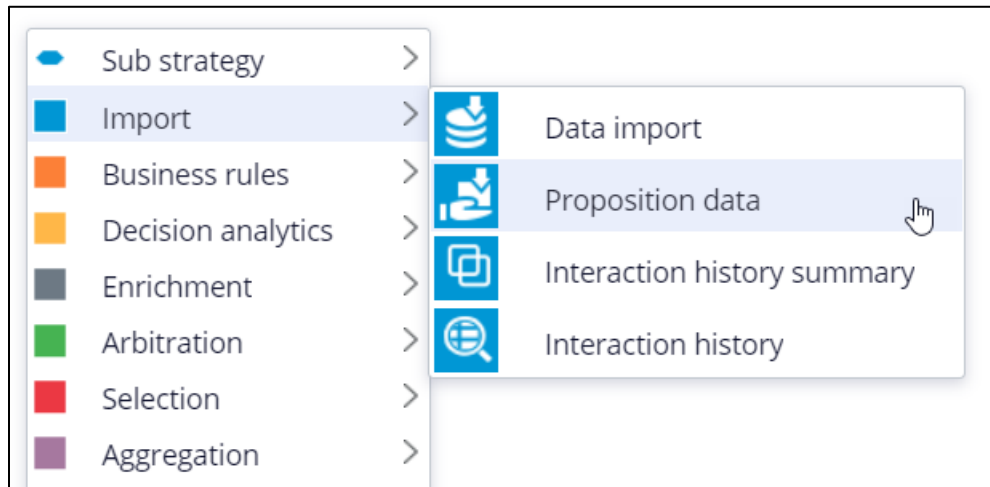 Sub strategy
Import
Business rules
Decision analytics
Enrichment
Arbitration
Selection
Aggregation
Data import
Proposition data
Interaction history summary
Interaction history